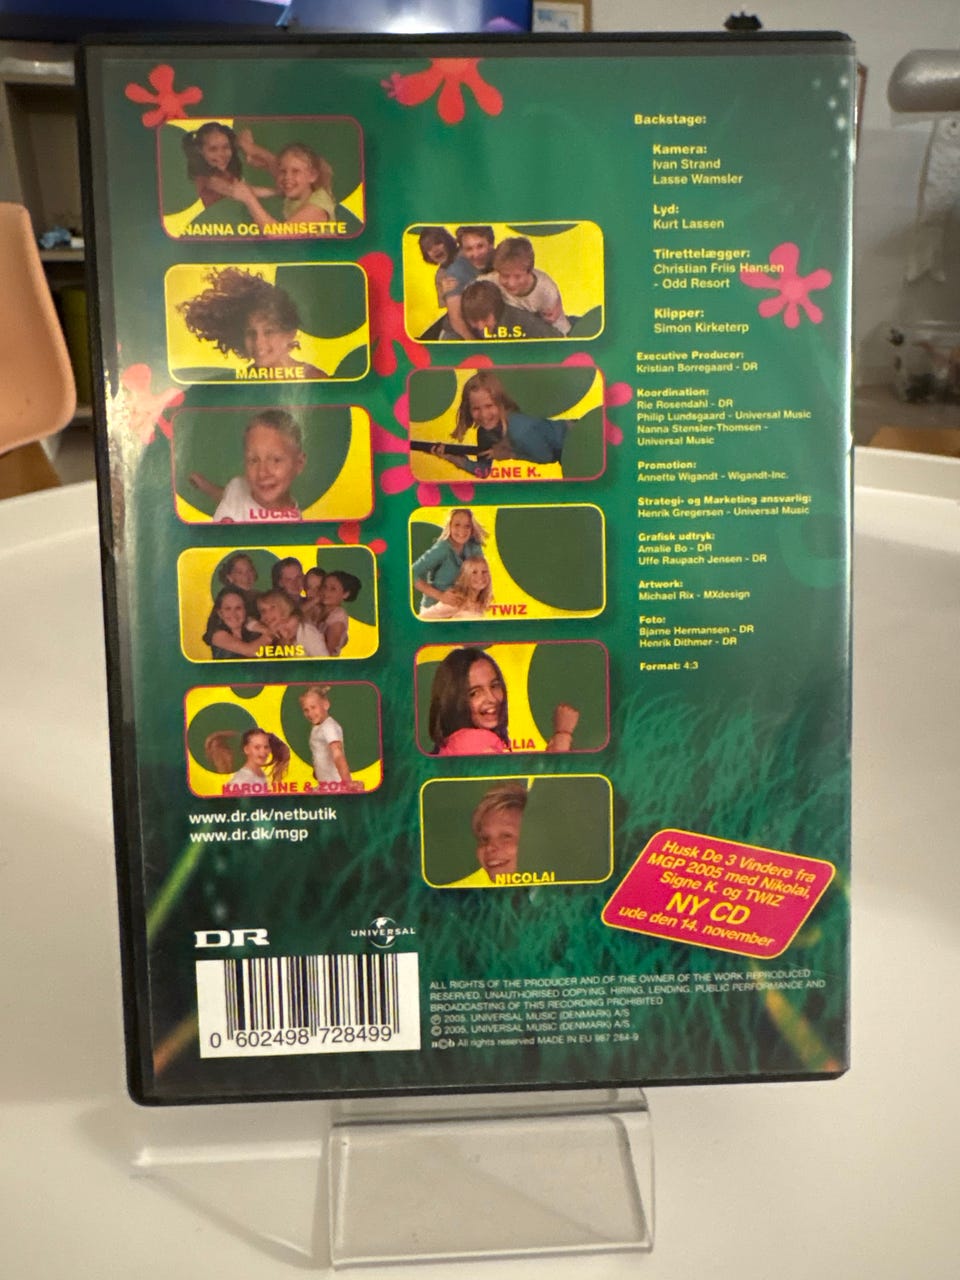 NANNA OG ANNISETTE
MARIEKE
LUCAS
JEANS
KAROLINE & ZOË
L.B.S.
SIGNE K.
TWIZ
NICOLAI
Backstage:
Kamera:
Ivan Strand
Lasse Wamsler
Lyd:
Kurt Lassen
Tilrettelægger:
Christian Friis Hansen
- Odd Resort
Klipper:
Simon Kirketerp
Executive Producer:
Kristian Borregaard - DR
Koordination:
Rie Rosendahl - DR
Philip Lundsgaard - Universal Music
Nanna Stensler-Thomsen -
Universal Music
Promotion:
Annette Wigandt - Wigandt-Inc.
Strategi- og Marketing ansvarlig:
Henrik Gregersen - Universal Music
Grafisk udtryk:
Amalie Bo - DR
Uffe Raupach Jensen - DR
Artwork:
Michael Rix - MXdesign
Foto:
Bjarne Hermansen - DR
Henrik Dithmer - DR
Format: 4:3
www.dr.dk/netbutik
www.dr.dk/mgp
Husk De 3 Vindere fra
MGP 2005 med Nikolai,
Signe K. og TWIZ
NY CD
ude den 14. november
DR
UNIVERSAL
0 602498 728499
ALL RIGHTS OF THE PRODUCER AND OF THE OWNER OF THE WORK REPRODUCED
RESERVED. UNAUTHORISED COPYING, HIRING, LENDING, PUBLIC PERFORMANCE AND
BROADCASTING OF THIS RECORDING PROHIBITED
℗ 2005, UNIVERSAL MUSIC (DENMARK) A/S
© 2005, UNIVERSAL MUSIC (DENMARK) A/S
n©b All rights reserved MADE IN EU 987 284-9